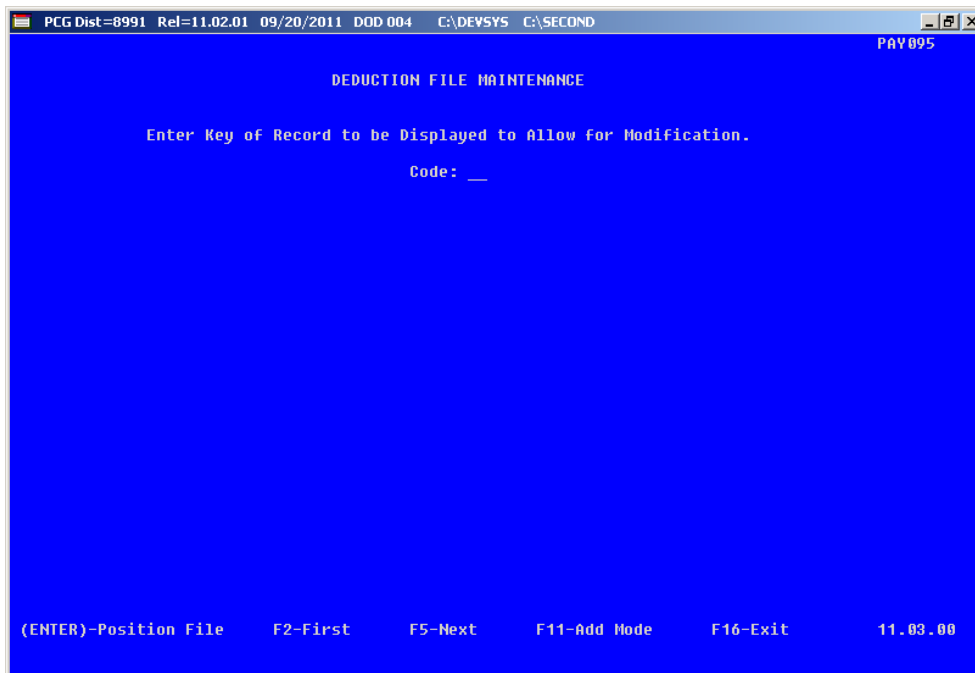 PCG Dist=8991 Rel=11.02.01 09/20/2011 DOD 004 C:\DEVSYS C:\SECOND
PAY095
DEDUCTION FILE MAINTENANCE
Enter Key of Record to be Displayed to Allow for Modification.
Code: __
(ENTER)-Position File F2-First F5-Next F11-Add Mode F16-Exit 11.03.00